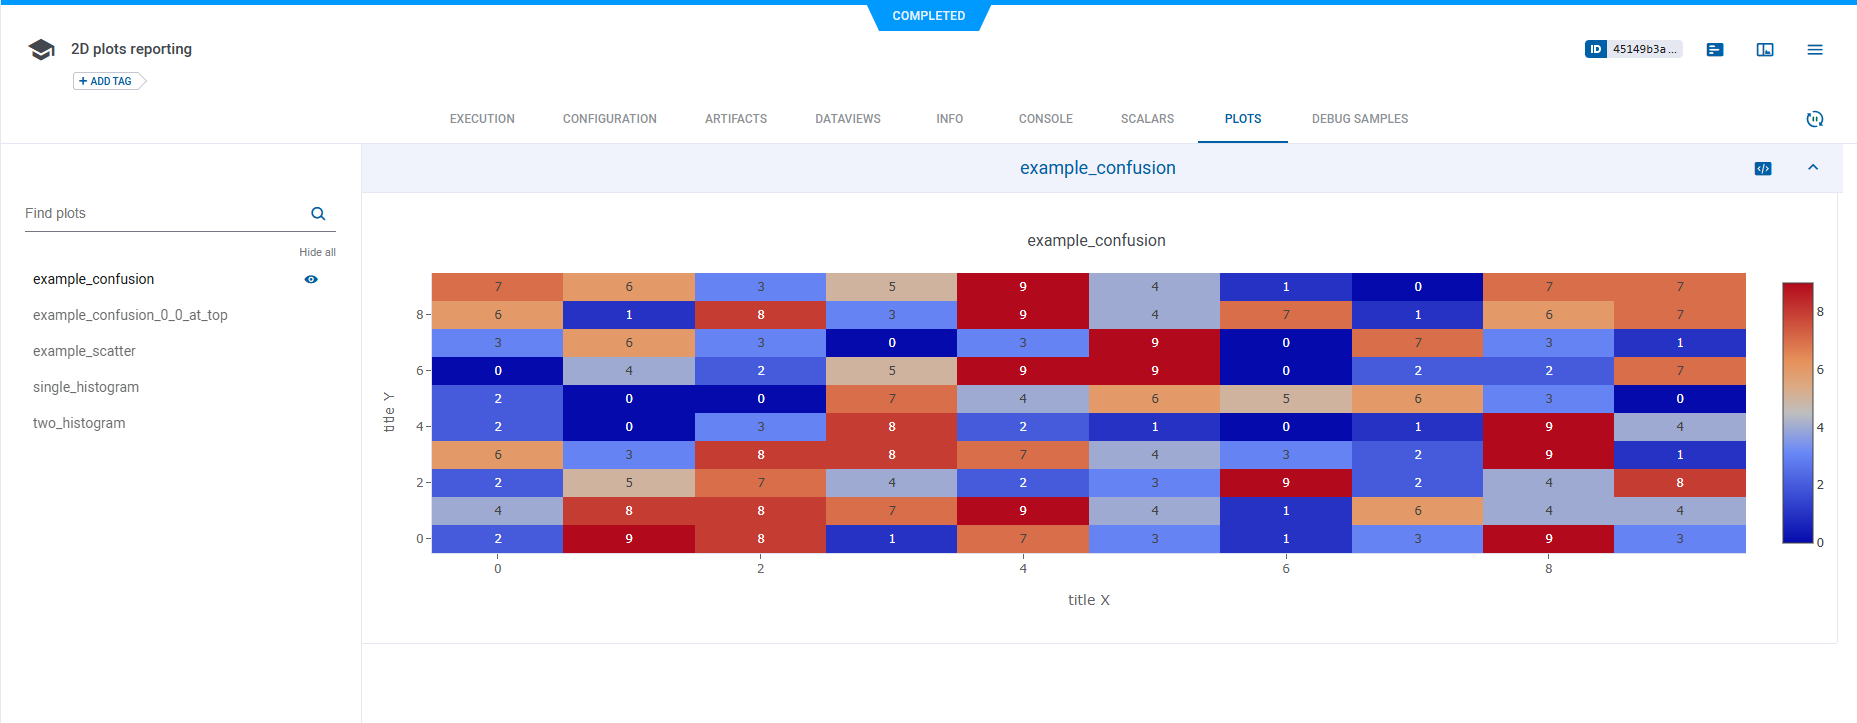 COMPLETED
2D plots reporting
ID 45149b3a ...
+ ADD TAG
EXECUTION CONFIGURATION ARTIFACTS DATAVIEWS INFO CONSOLE SCALARS PLOTS DEBUG SAMPLES
example_confusion
Find plots
Hide all
example_confusion
example_confusion_0_0_at_top
example_scatter
single_histogram
two_histogram
example_confusion
7 6 3 5 9 4 1 0 7 7
8 6 1 8 3 9 4 7 1 6 7
3 6 3 0 3 9 0 7 3 1
6 0 4 2 5 9 9 0 2 2 7
2 0 0 7 4 6 5 6 3 0
4 2 0 3 8 2 1 0 1 9 4
6 3 8 8 7 4 3 2 9 1
2 2 5 7 4 2 3 9 2 4 8
4 8 8 7 9 4 1 6 4 4
0 2 9 8 1 7 3 1 3 9 3
0 2 4 6 8
title X
title Y
8
6
4
2
0